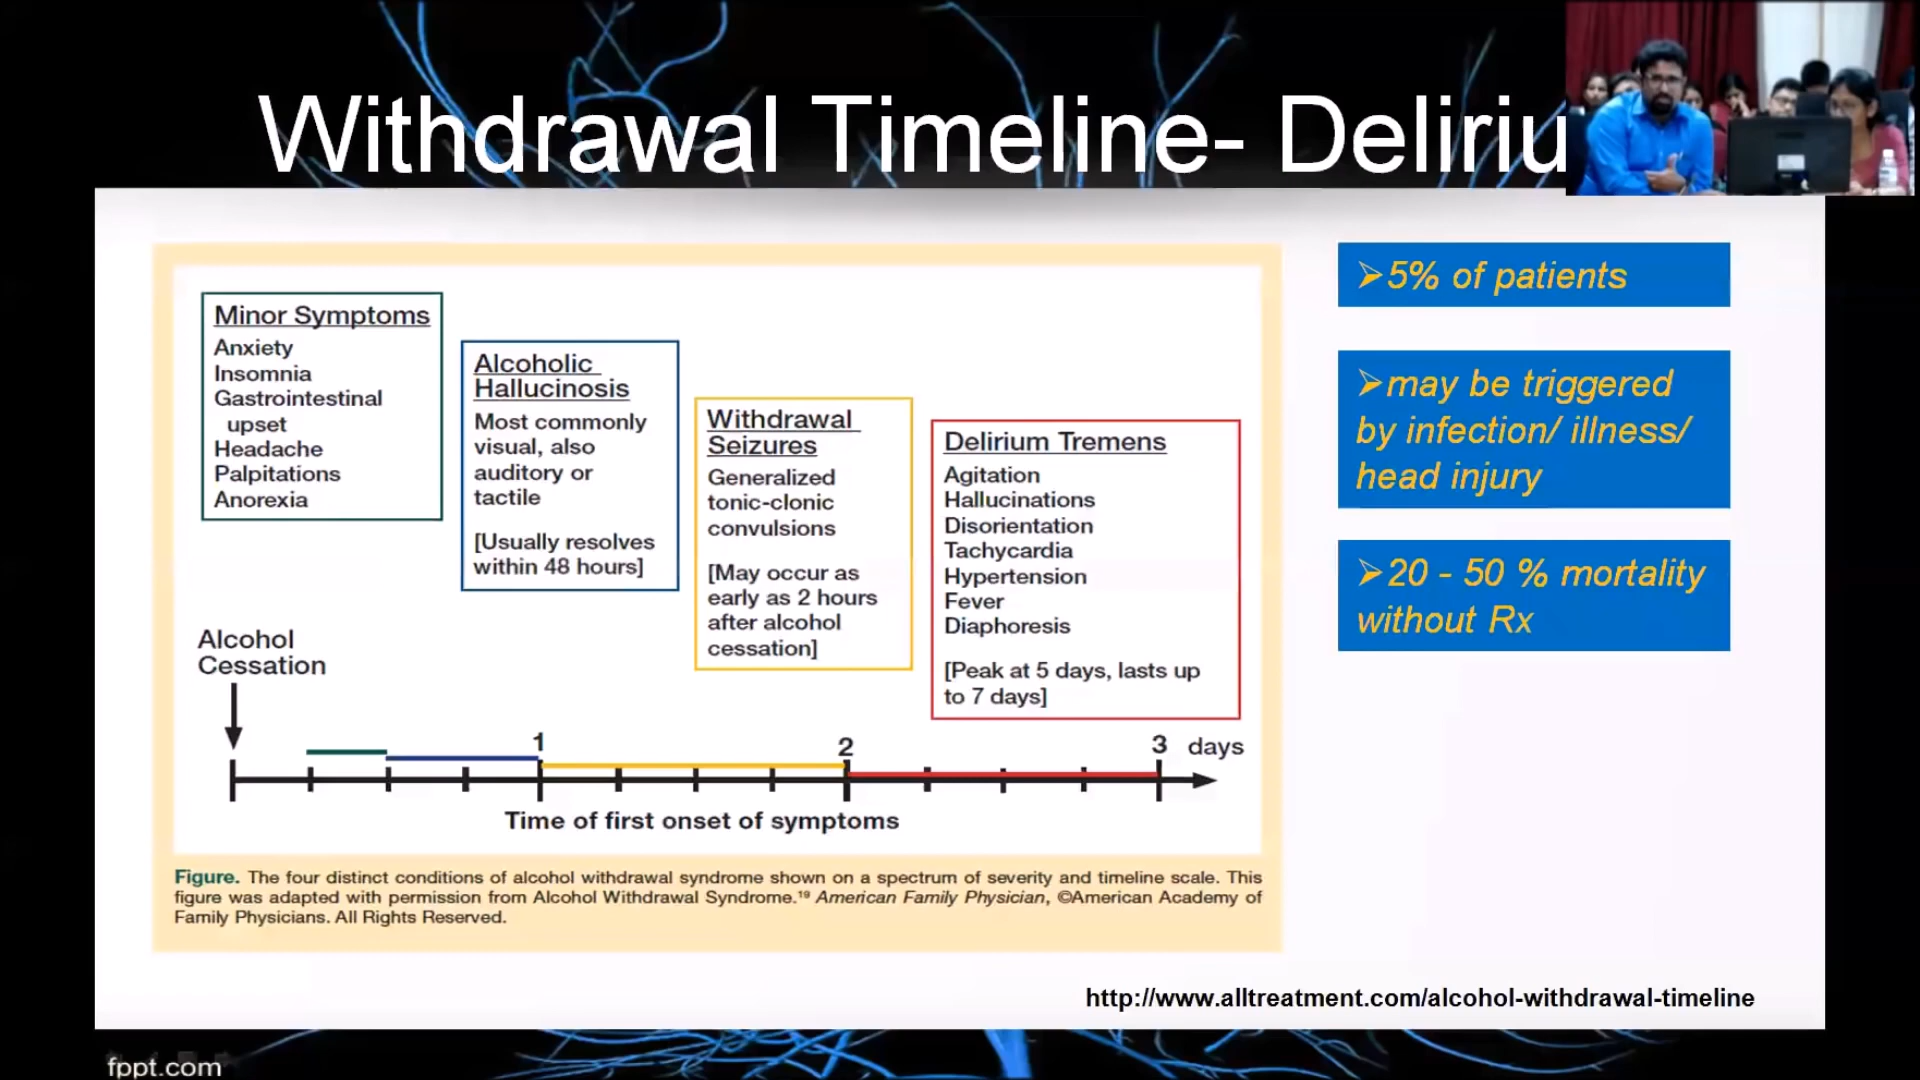 Withdrawal Timeline- Deliriu
Minor Symptoms
Anxiety
Insomnia
Gastrointestinal
upset
Headache
Palpitations
Anorexia
Alcoholic
Hallucinosis
Most commonly
visual, also
auditory or
tactile
[Usually resolves
within 48 hours]
Withdrawal
Seizures
Generalized
tonic-clonic
convulsions
[May occur as
early as 2 hours
after alcohol
cessation]
Delirium Tremens
Agitation
Hallucinations
Disorientation
Tachycardia
Hypertension
Fever
Diaphoresis
[Peak at 5 days, lasts up
to 7 days]
Alcohol
Cessation
1 2 3 days
Time of first onset of symptoms
Figure. The four distinct conditions of alcohol withdrawal syndrome shown on a spectrum of severity and timeline scale. This
figure was adapted with permission from Alcohol Withdrawal Syndrome.¹⁹ American Family Physician, ©American Academy of
Family Physicians. All Rights Reserved.
➢5% of patients
➢may be triggered
by infection/ illness/
head injury
➢20 - 50 % mortality
without Rx
http://www.alltreatment.com/alcohol-withdrawal-timeline
fppt.com